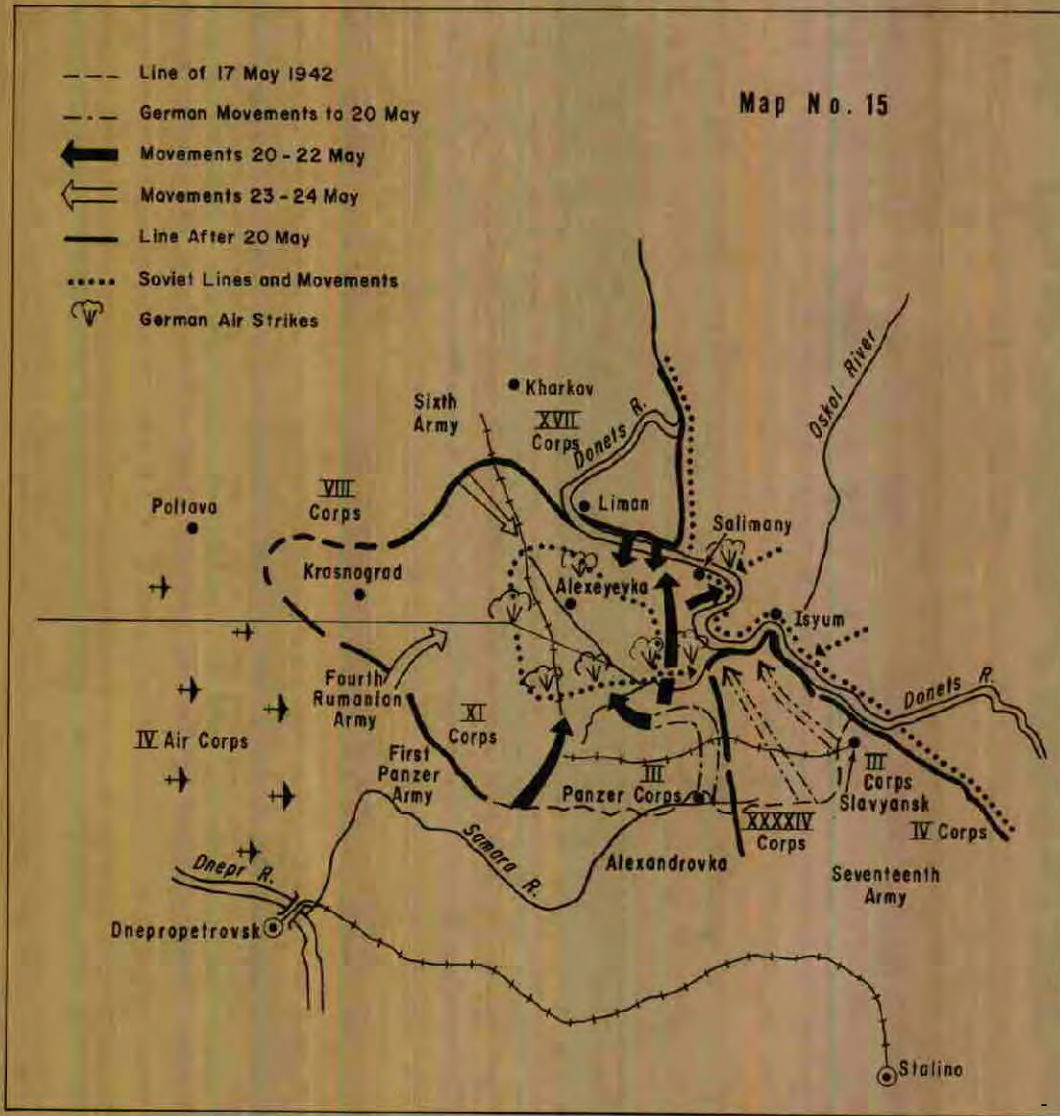 Line of 17 May 1942
German Movements to 20 May
Movements 20 - 22 May
Movements 23 - 24 May
Line After 20 May
Soviet Lines and Movements
German Air Strikes
Map No. 15
Kharkov
Sixth
Army
XVII
Corps
Donets R.
Oskol River
VIII
Corps
Poltava
Liman
Salimany
Krasnograd
Alexeyeyka
Isyum
Fourth
Rumanian
Army
XI
Corps
Donets R.
IV Air Corps
First
Panzer
Army
III
Panzer Corps
III
Corps
Slavyansk
IV Corps
XXXXIV
Corps
Samara R.
Alexandrovka
Seventeenth
Army
Dnepr R.
Dnepropetrovsk
Stalino